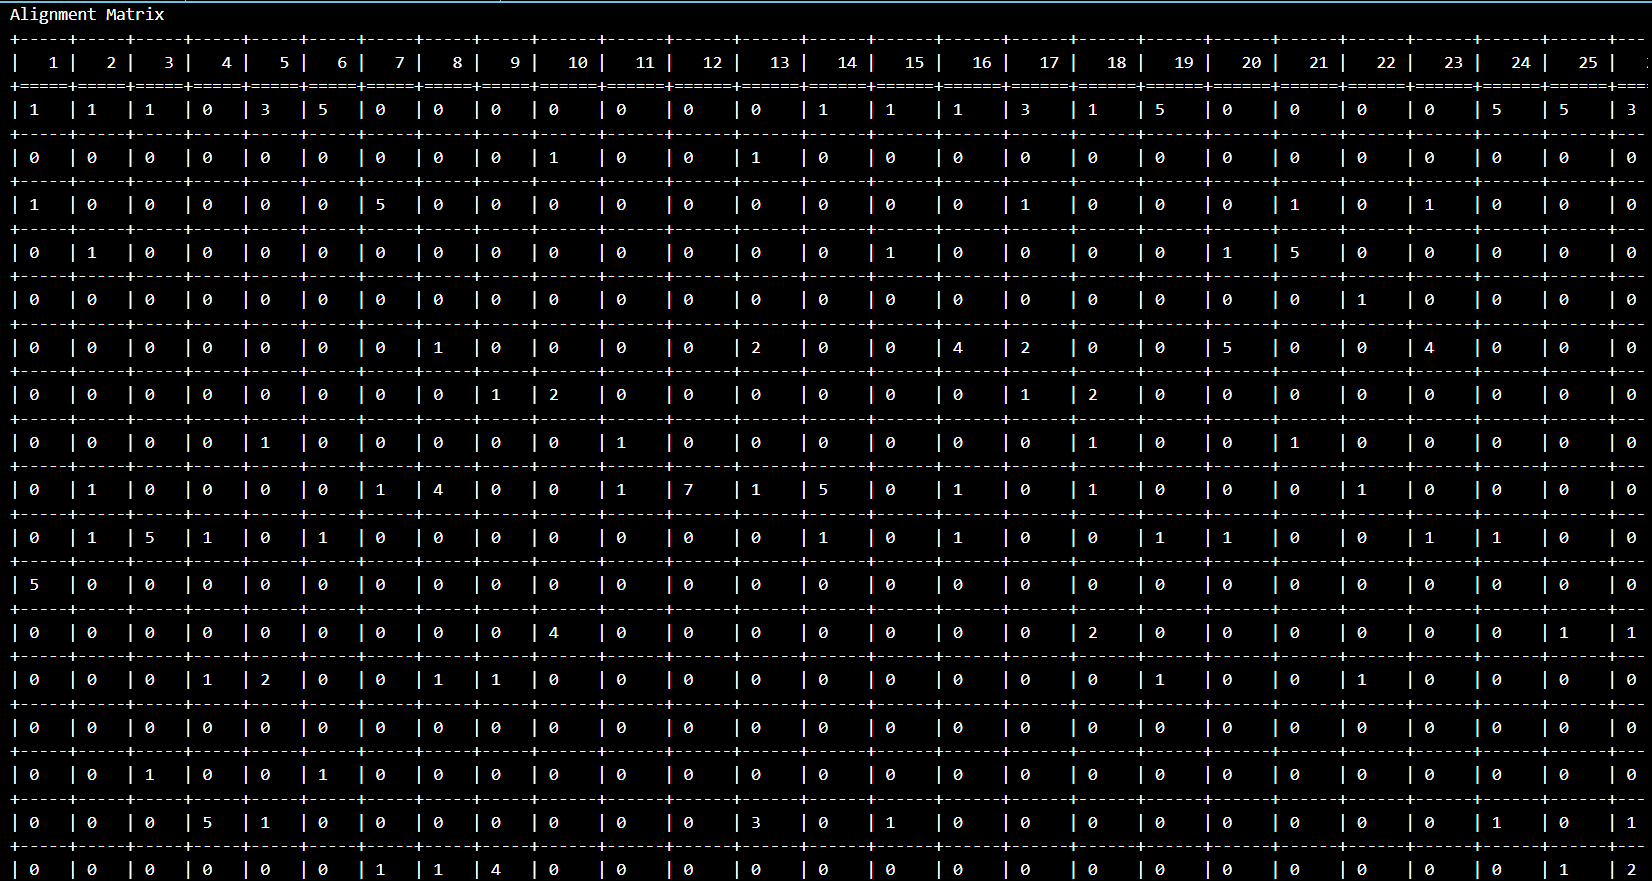 Alignment Matrix
+-----+-----+-----+-----+-----+-----+-----+-----+-----+------+------+------+------+------+------+------+------+------+------+------+------+------+------+------+------+---
|   1 |   2 |   3 |   4 |   5 |   6 |   7 |   8 |   9 |   10 |   11 |   12 |   13 |   14 |   15 |   16 |   17 |   18 |   19 |   20 |   21 |   22 |   23 |   24 |   25 |
+=====+=====+=====+=====+=====+=====+=====+=====+=====+======+======+======+======+======+======+======+======+======+======+======+======+======+======+======+======+===
| 1   | 1   | 1   | 0   | 3   | 5   | 0   | 0   | 0   | 0    | 0    | 0    | 0    | 1    | 1    | 1    | 3    | 1    | 5    | 0    | 0    | 0    | 0    | 5    | 5    | 3
+-----+-----+-----+-----+-----+-----+-----+-----+-----+------+------+------+------+------+------+------+------+------+------+------+------+------+------+------+------+---
| 0   | 0   | 0   | 0   | 0   | 0   | 0   | 0   | 0   | 1    | 0    | 0    | 1    | 0    | 0    | 0    | 0    | 0    | 0    | 0    | 0    | 0    | 0    | 0    | 0    | 0
+-----+-----+-----+-----+-----+-----+-----+-----+-----+------+------+------+------+------+------+------+------+------+------+------+------+------+------+------+------+---
| 1   | 0   | 0   | 0   | 0   | 0   | 5   | 0   | 0   | 0    | 0    | 0    | 0    | 0    | 0    | 0    | 1    | 0    | 0    | 0    | 1    | 0    | 1    | 0    | 0    | 0
+-----+-----+-----+-----+-----+-----+-----+-----+-----+------+------+------+------+------+------+------+------+------+------+------+------+------+------+------+------+---
| 0   | 1   | 0   | 0   | 0   | 0   | 0   | 0   | 0   | 0    | 0    | 0    | 0    | 0    | 1    | 0    | 0    | 0    | 0    | 1    | 5    | 0    | 0    | 0    | 0    | 0
+-----+-----+-----+-----+-----+-----+-----+-----+-----+------+------+------+------+------+------+------+------+------+------+------+------+------+------+------+------+---
| 0   | 0   | 0   | 0   | 0   | 0   | 0   | 0   | 0   | 0    | 0    | 0    | 0    | 0    | 0    | 0    | 0    | 0    | 0    | 0    | 0    | 1    | 0    | 0    | 0    | 0
+-----+-----+-----+-----+-----+-----+-----+-----+-----+------+------+------+------+------+------+------+------+------+------+------+------+------+------+------+------+---
| 0   | 0   | 0   | 0   | 0   | 0   | 0   | 1   | 0   | 0    | 0    | 0    | 2    | 0    | 0    | 4    | 2    | 0    | 0    | 5    | 0    | 0    | 4    | 0    | 0    | 0
+-----+-----+-----+-----+-----+-----+-----+-----+-----+------+------+------+------+------+------+------+------+------+------+------+------+------+------+------+------+---
| 0   | 0   | 0   | 0   | 0   | 0   | 0   | 0   | 1   | 2    | 0    | 0    | 0    | 0    | 0    | 0    | 1    | 2    | 0    | 0    | 0    | 0    | 0    | 0    | 0    | 0
+-----+-----+-----+-----+-----+-----+-----+-----+-----+------+------+------+------+------+------+------+------+------+------+------+------+------+------+------+------+---
| 0   | 0   | 0   | 0   | 1   | 0   | 0   | 0   | 0   | 0    | 1    | 0    | 0    | 0    | 0    | 0    | 0    | 1    | 0    | 0    | 1    | 0    | 0    | 0    | 0    | 0
+-----+-----+-----+-----+-----+-----+-----+-----+-----+------+------+------+------+------+------+------+------+------+------+------+------+------+------+------+------+---
| 0   | 1   | 0   | 0   | 0   | 0   | 1   | 4   | 0   | 0    | 1    | 7    | 1    | 5    | 0    | 1    | 0    | 1    | 0    | 0    | 0    | 1    | 0    | 0    | 0    | 0
+-----+-----+-----+-----+-----+-----+-----+-----+-----+------+------+------+------+------+------+------+------+------+------+------+------+------+------+------+------+---
| 0   | 1   | 5   | 1   | 0   | 1   | 0   | 0   | 0   | 0    | 0    | 0    | 0    | 1    | 0    | 1    | 0    | 0    | 1    | 1    | 0    | 0    | 1    | 1    | 0    | 0
+-----+-----+-----+-----+-----+-----+-----+-----+-----+------+------+------+------+------+------+------+------+------+------+------+------+------+------+------+------+---
| 5   | 0   | 0   | 0   | 0   | 0   | 0   | 0   | 0   | 0    | 0    | 0    | 0    | 0    | 0    | 0    | 0    | 0    | 0    | 0    | 0    | 0    | 0    | 0    | 0    | 0
+-----+-----+-----+-----+-----+-----+-----+-----+-----+------+------+------+------+------+------+------+------+------+------+------+------+------+------+------+------+---
| 0   | 0   | 0   | 0   | 0   | 0   | 0   | 0   | 0   | 4    | 0    | 0    | 0    | 0    | 0    | 0    | 0    | 2    | 0    | 0    | 0    | 0    | 0    | 0    | 1    | 1
+-----+-----+-----+-----+-----+-----+-----+-----+-----+------+------+------+------+------+------+------+------+------+------+------+------+------+------+------+------+---
| 0   | 0   | 0   | 1   | 2   | 0   | 0   | 1   | 1   | 0    | 0    | 0    | 0    | 0    | 0    | 0    | 0    | 0    | 1    | 0    | 0    | 1    | 0    | 0    | 0    | 0
+-----+-----+-----+-----+-----+-----+-----+-----+-----+------+------+------+------+------+------+------+------+------+------+------+------+------+------+------+------+---
| 0   | 0   | 0   | 0   | 0   | 0   | 0   | 0   | 0   | 0    | 0    | 0    | 0    | 0    | 0    | 0    | 0    | 0    | 0    | 0    | 0    | 0    | 0    | 0    | 0    | 0
+-----+-----+-----+-----+-----+-----+-----+-----+-----+------+------+------+------+------+------+------+------+------+------+------+------+------+------+------+------+---
| 0   | 0   | 1   | 0   | 0   | 1   | 0   | 0   | 0   | 0    | 0    | 0    | 0    | 0    | 0    | 0    | 0    | 0    | 0    | 0    | 0    | 0    | 0    | 0    | 0    | 0
+-----+-----+-----+-----+-----+-----+-----+-----+-----+------+------+------+------+------+------+------+------+------+------+------+------+------+------+------+------+---
| 0   | 0   | 0   | 5   | 1   | 0   | 0   | 0   | 0   | 0    | 0    | 0    | 3    | 0    | 1    | 0    | 0    | 0    | 0    | 0    | 0    | 0    | 0    | 1    | 0    | 1
+-----+-----+-----+-----+-----+-----+-----+-----+-----+------+------+------+------+------+------+------+------+------+------+------+------+------+------+------+------+---
| 0   | 0   | 0   | 0   | 0   | 0   | 1   | 1   | 4   | 0    | 0    | 0    | 0    | 0    | 0    | 0    | 0    | 0    | 0    | 0    | 0    | 0    | 0    | 0    | 1    | 2